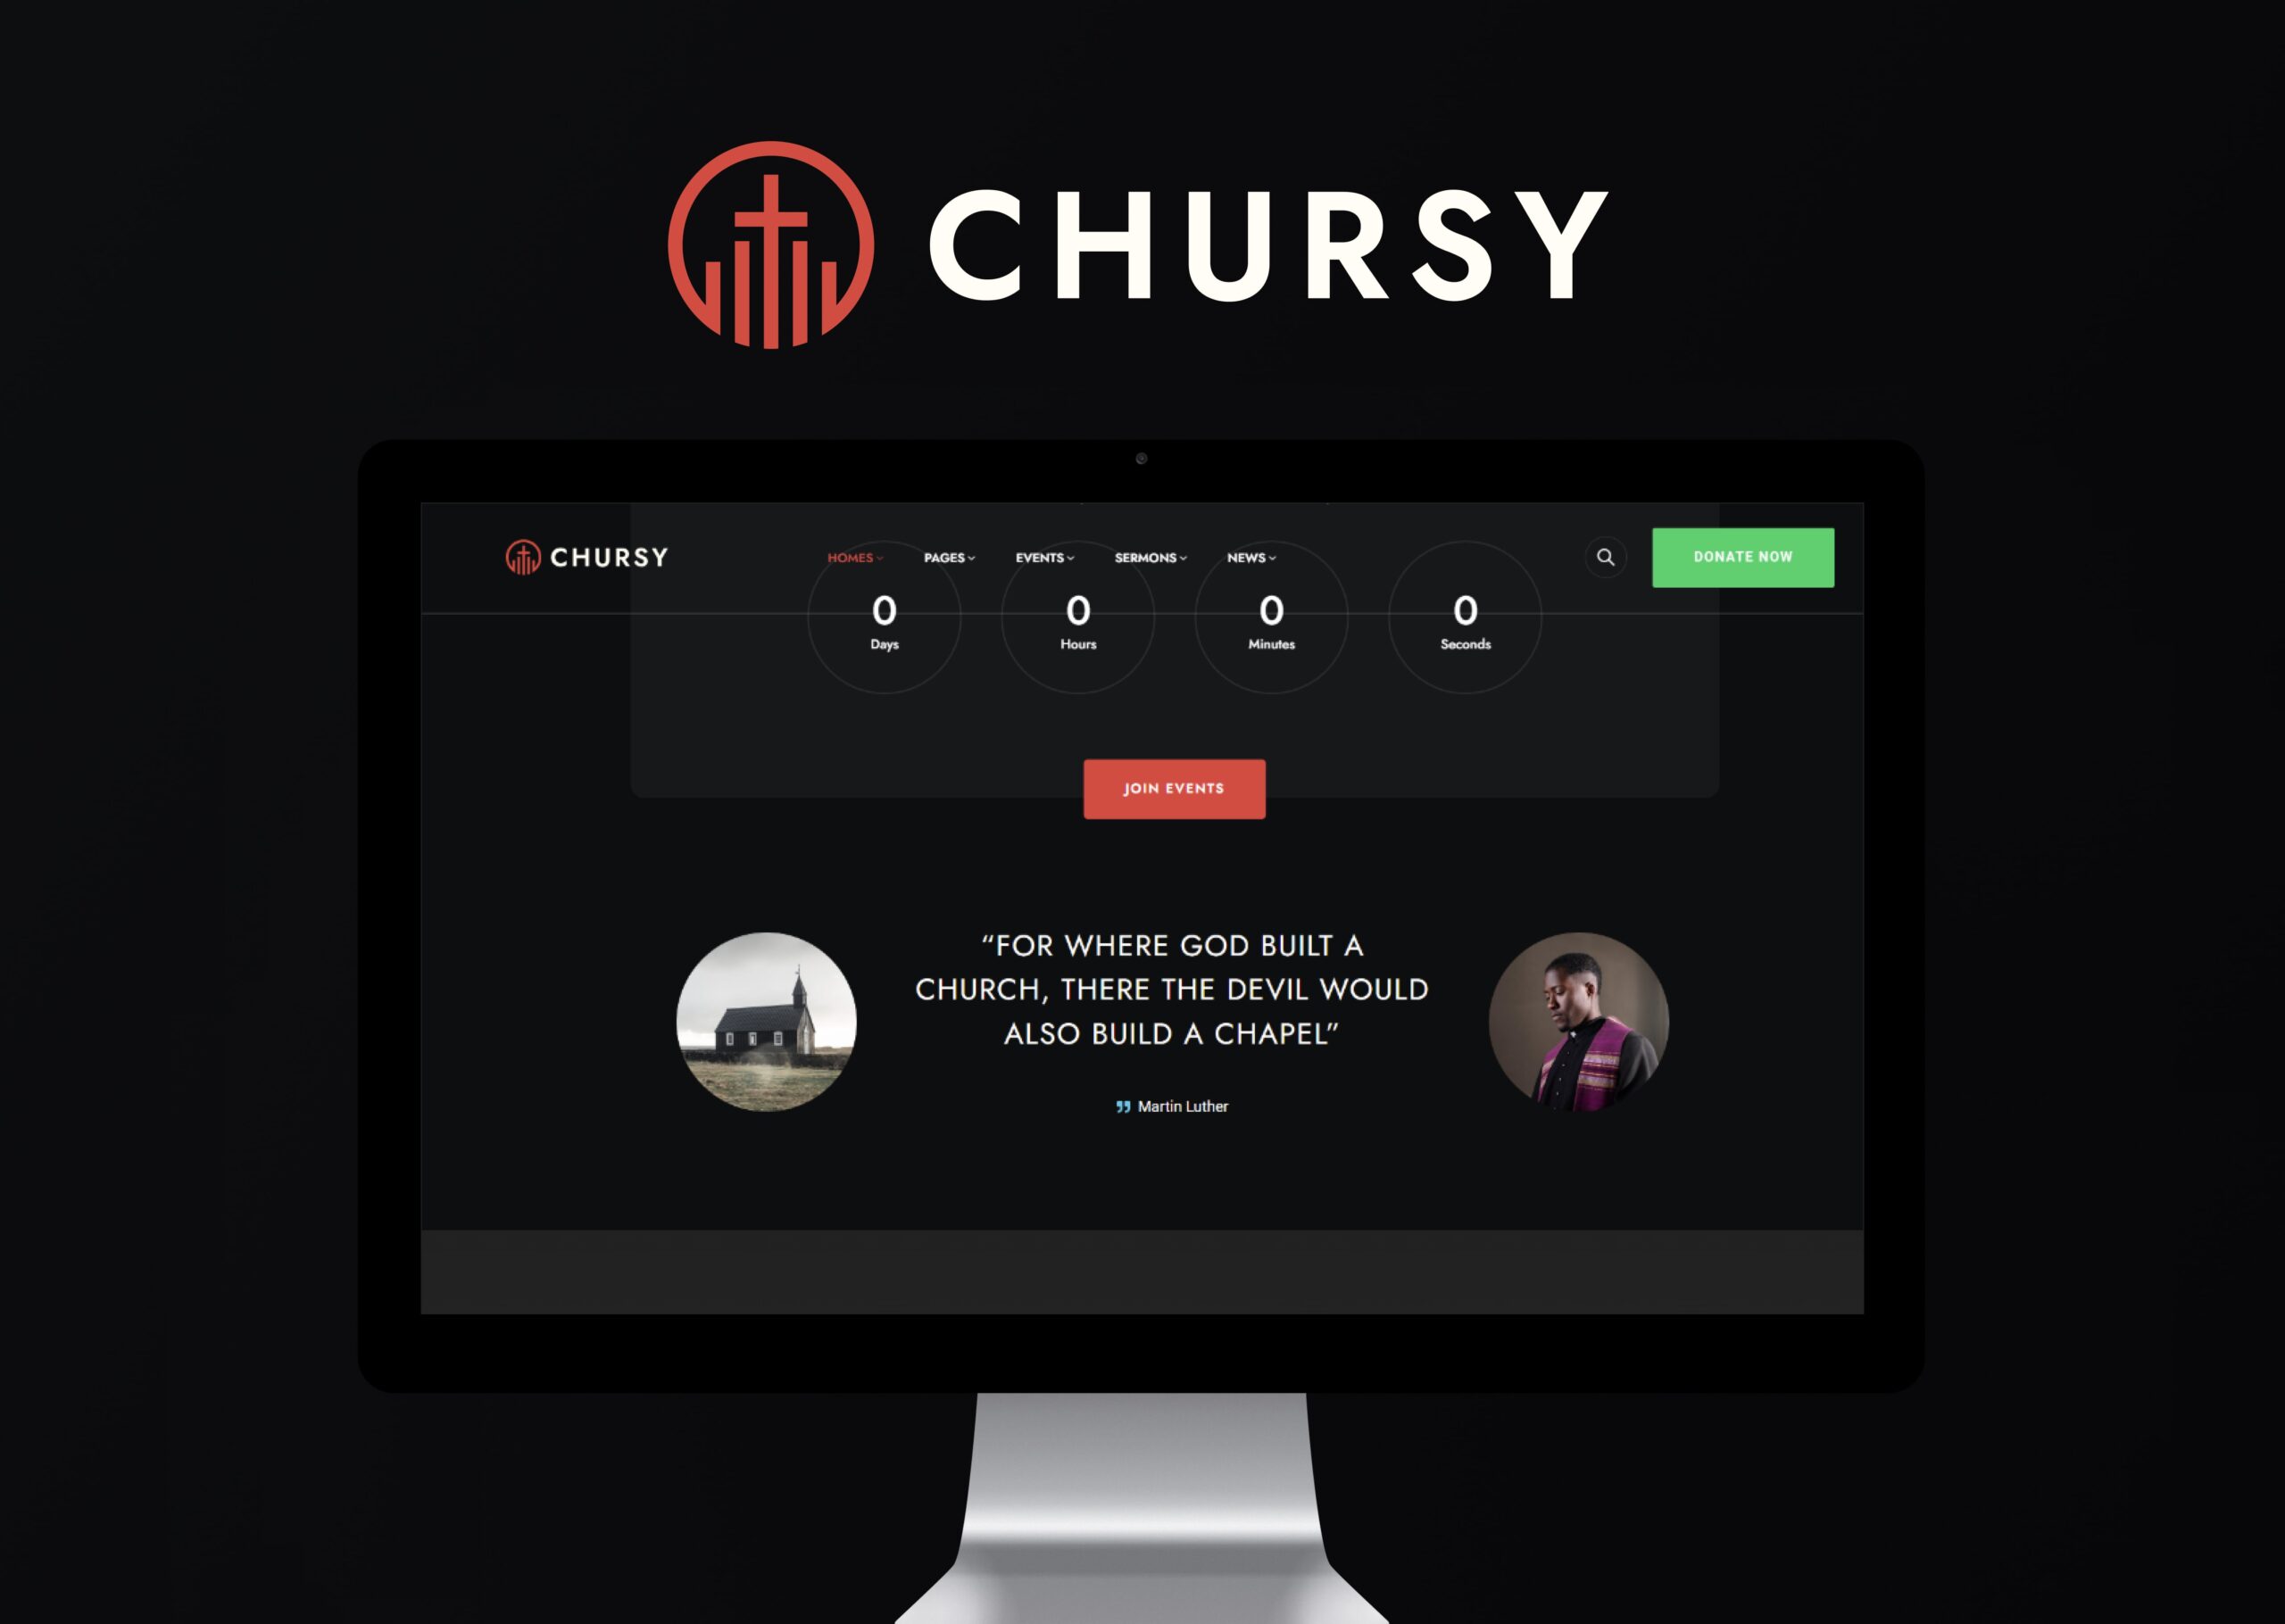 CHURSY
CHURSY
HOMES
PAGES
EVENTS
SERMONS
NEWS
DONATE NOW
0
Days
0
Hours
0
Minutes
0
Seconds
JOIN EVENTS
“FOR WHERE GOD BUILT A
CHURCH, THERE THE DEVIL WOULD
ALSO BUILD A CHAPEL”
Martin Luther